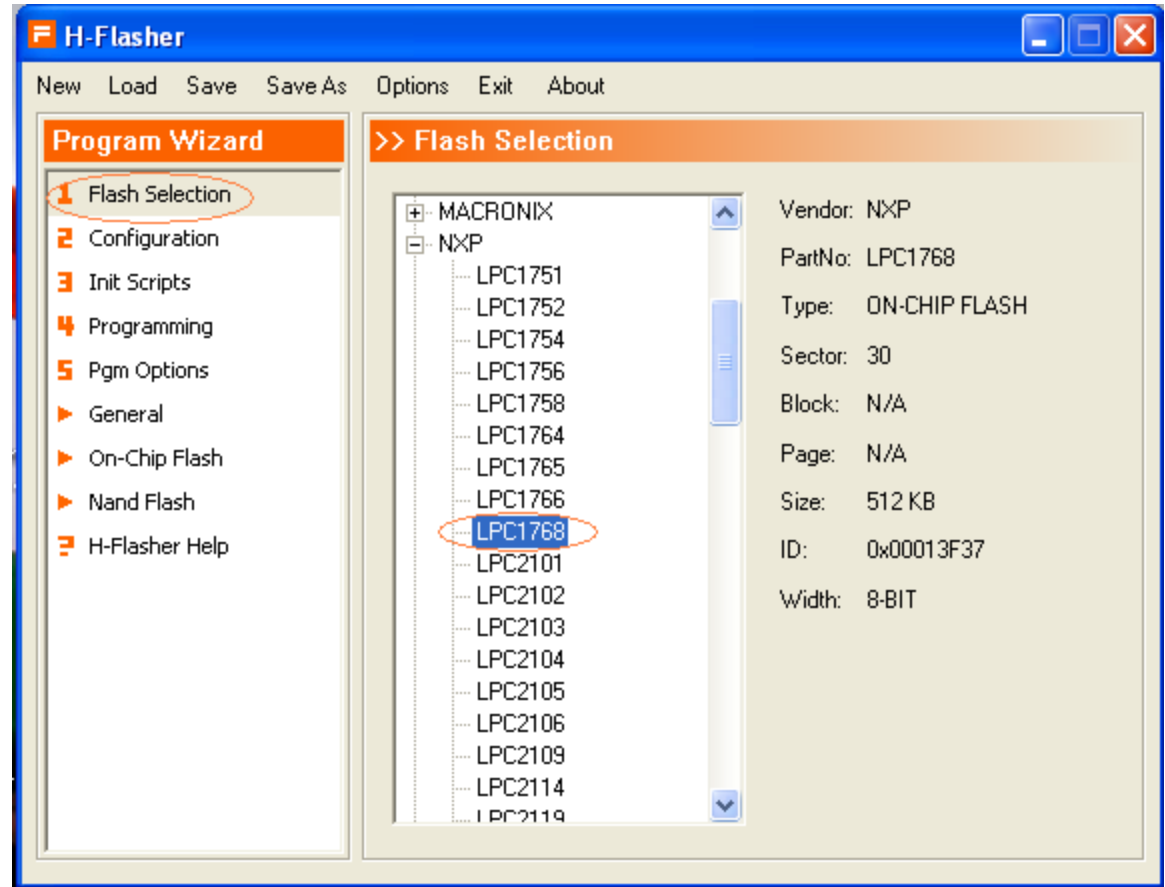 H-Flasher
New Load Save Save As Options Exit About
Program Wizard
1 Flash Selection
2 Configuration
3 Init Scripts
4 Programming
5 Pgm Options
General
On-Chip Flash
Nand Flash
? H-Flasher Help
>> Flash Selection
MACRONIX
NXP
LPC1751
LPC1752
LPC1754
LPC1756
LPC1758
LPC1764
LPC1765
LPC1766
LPC1768
LPC2101
LPC2102
LPC2103
LPC2104
LPC2105
LPC2106
LPC2109
LPC2114
LPC2119
Vendor: NXP
PartNo: LPC1768
Type: ON-CHIP FLASH
Sector: 30
Block: N/A
Page: N/A
Size: 512 KB
ID: 0x00013F37
Width: 8-BIT